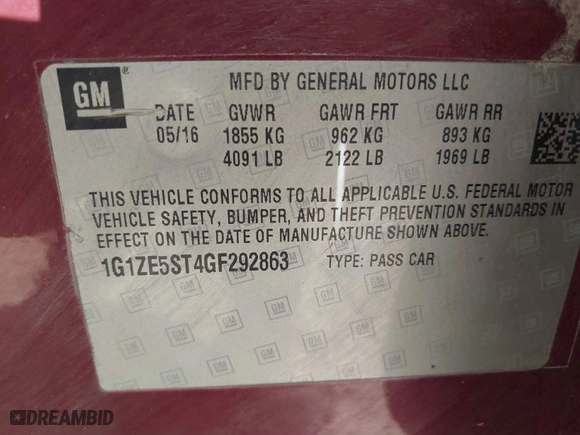 GM
®
MFD BY GENERAL MOTORS LLC
DATE GVWR GAWR FRT GAWR RR
05/16 1855 KG 962 KG 893 KG
4091 LB 2122 LB 1969 LB
THIS VEHICLE CONFORMS TO ALL APPLICABLE U.S. FEDERAL MOTOR
VEHICLE SAFETY, BUMPER, AND THEFT PREVENTION STANDARDS IN
EFFECT ON THE DATE OF MANUFACTURE SHOWN ABOVE.
1G1ZE5ST4GF292863 TYPE: PASS CAR
DREAMBID